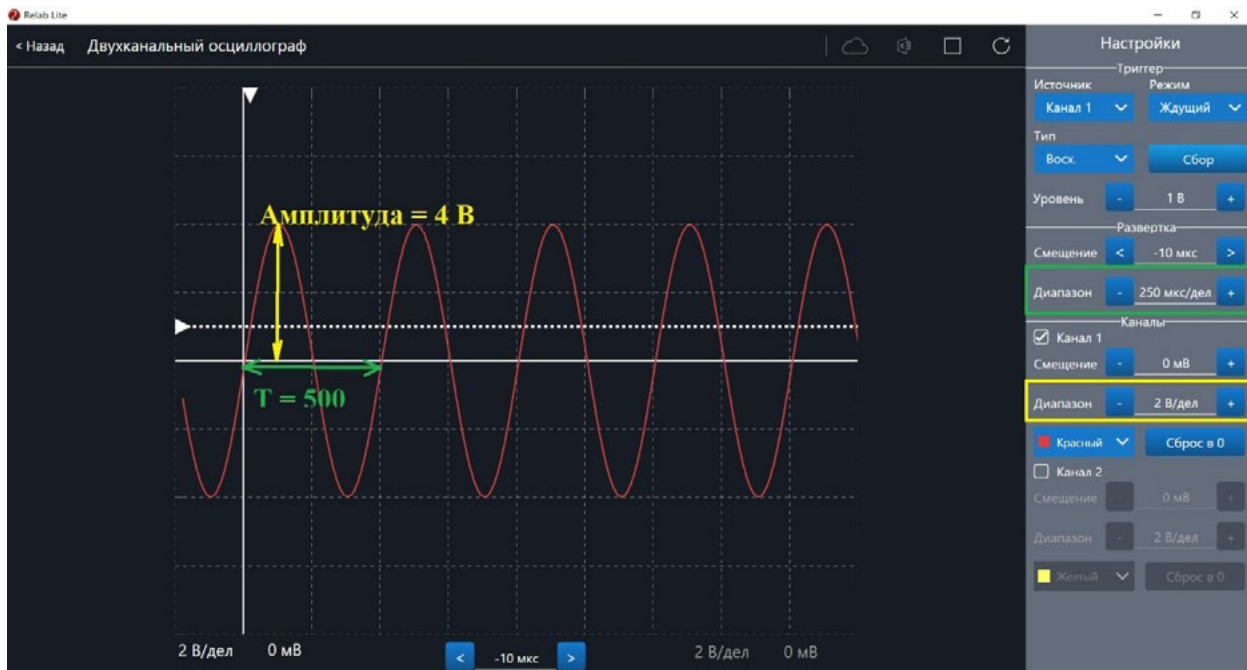 Relab Lite
< Назад Двухканальный осциллограф
Настройки
Триггер
Источник Режим
Канал 1 Ждущий
Тип
Восх. Сбор
Уровень - 1 В +
Развертка
Смещение < -10 мкс >
Диапазон - 250 мкс/дел +
Каналы
Канал 1
Смещение - 0 мВ +
Диапазон - 2 В/дел +
Красный Сброс в 0
Канал 2
Смещение - 0 мВ +
Диапазон - 2 В/дел +
Желтый Сброс в 0
Амплитуда = 4 В
T = 500
2 В/дел 0 мВ < -10 мкс > 2 В/дел 0 мВ